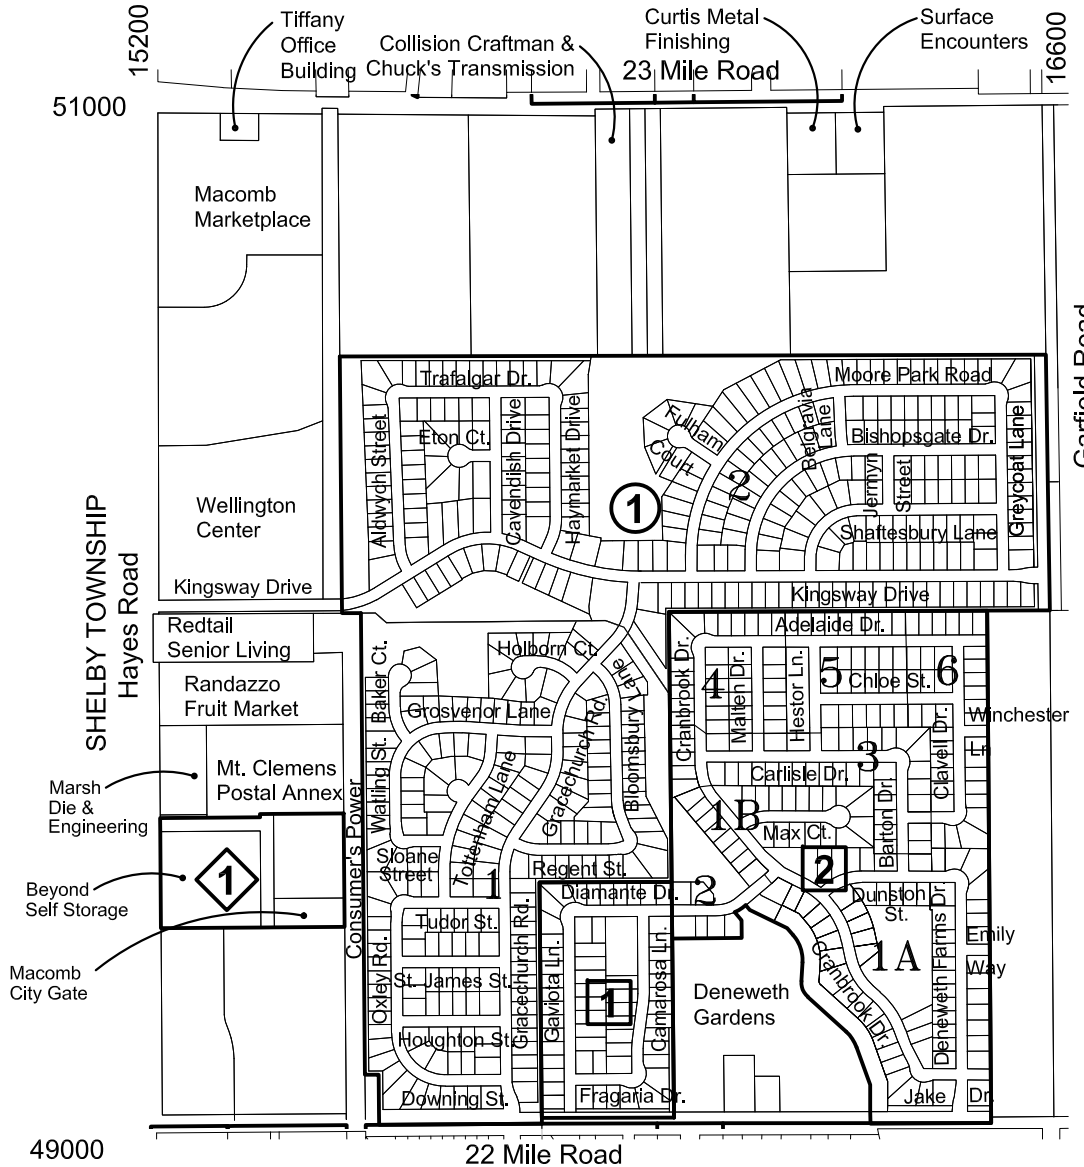 15200
Tiffany
Office
Building
Collision Craftman &
Chuck's Transmission
Curtis Metal
Finishing
Surface
Encounters
16600
23 Mile Road
51000
Macomb
Marketplace
Garfield Road
Trafalgar Dr.
Moore Park Road
Eton Ct.
Aldwych Street
Cavendish Drive
Haymarket Drive
Fulham
Court
Belgravia
Lane
Bishopsgate Dr.
Jermyn
Street
Greycoat Lane
2
1
Shaftesbury Lane
Wellington
Center
SHELBY TOWNSHIP
Hayes Road
Kingsway Drive
Kingsway Drive
Redtail
Senior Living
Adelaide Dr.
Randazzo
Fruit Market
Baker Ct.
Holborn Ct.
Grosvenor Lane
Bloomsbury Lane
Gracechurch Rd.
Cranbrook Dr.
4
Malten Dr.
Hestor Ln.
5
Chloe St.
6
Winchester
Ln
Clavell Dr.
3
Carlisle Dr.
Marsh
Die &
Engineering
Mt. Clemens
Postal Annex
Watling St.
Tottenham Lane
1B
Max Ct.
Barton Dr.
Consumer's Power
Sloane
Street
1
1
Regent St.
2
Beyond
Self Storage
Diamante Dr.
2
Dunston
St.
Tudor St.
Gracechurch Rd.
Gaviota Ln.
Camarosa Ln.
Cranbrook Dr.
1A
Deneweth Farms Dr.
Emily
Way
Macomb
City Gate
Oxley Rd.
St. James St.
1
Deneweth
Gardens
Houghton St.
Downing St.
Fragaria Dr.
Jake Dr.
49000
22 Mile Road